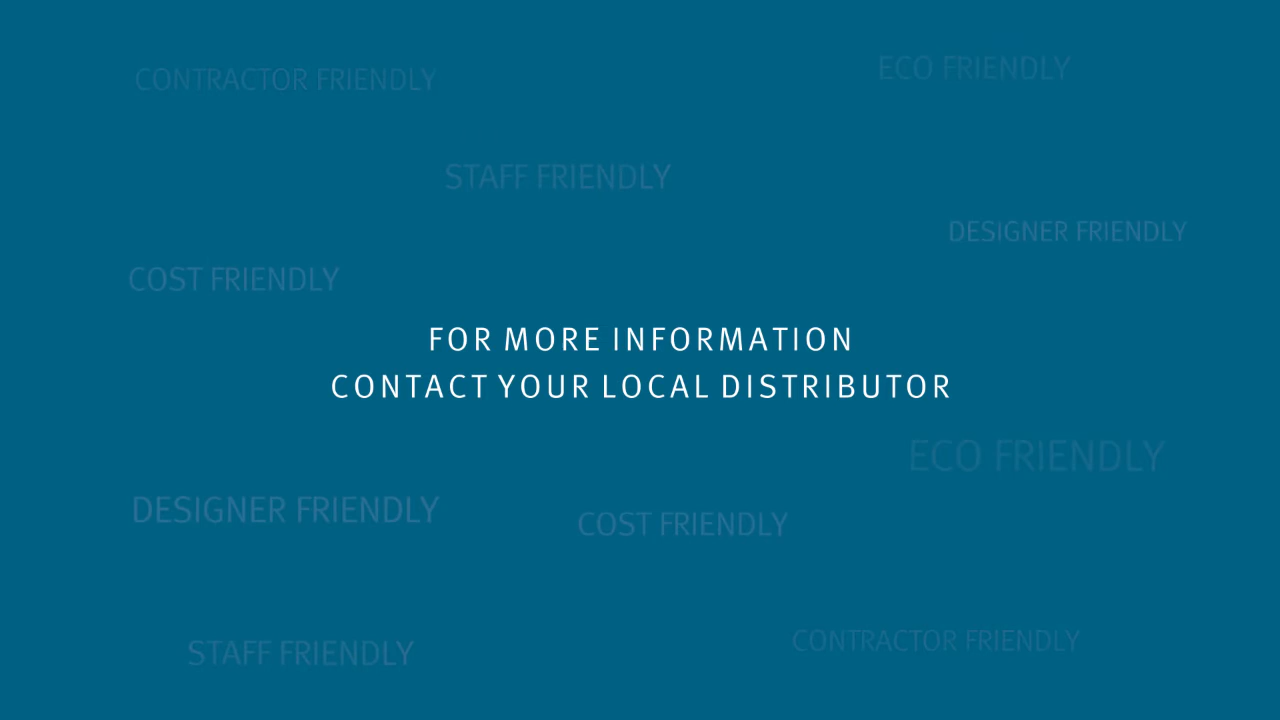 ECO FRIENDLY
CONTRACTOR FRIENDLY
STAFF FRIENDLY
DESIGNER FRIENDLY
COST FRIENDLY
FOR MORE INFORMATION
CONTACT YOUR LOCAL DISTRIBUTOR
ECO FRIENDLY
DESIGNER FRIENDLY
COST FRIENDLY
CONTRACTOR FRIENDLY
STAFF FRIENDLY